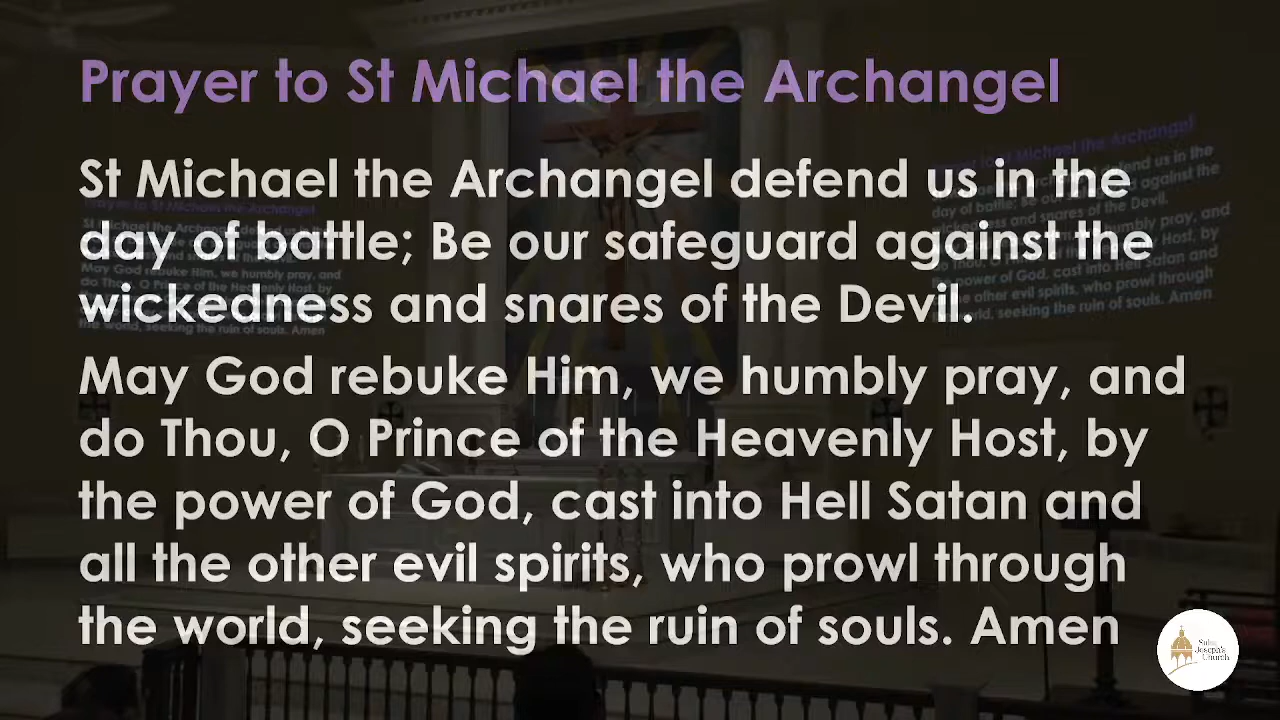 Prayer to St Michael the Archangel
St Michael the Archangel defend us in the
day of battle; Be our safeguard against the
wickedness and snares of the Devil.
May God rebuke Him, we humbly pray, and
do Thou, O Prince of the Heavenly Host, by
the power of God, cast into Hell Satan and
all the other evil spirits, who prowl through
the world, seeking the ruin of souls. Amen
Saint
Joseph's
Church